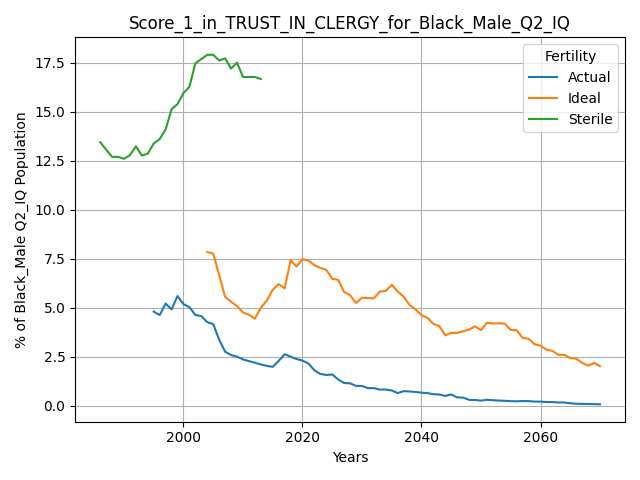 Score_1_in_TRUST_IN_CLERGY_for_Black_Male_Q2_IQ
Fertility
Actual
Ideal
Sterile
% of Black_Male Q2_IQ Population
17.5
15.0
12.5
10.0
7.5
5.0
2.5
0.0
2000
2020
2040
2060
Years